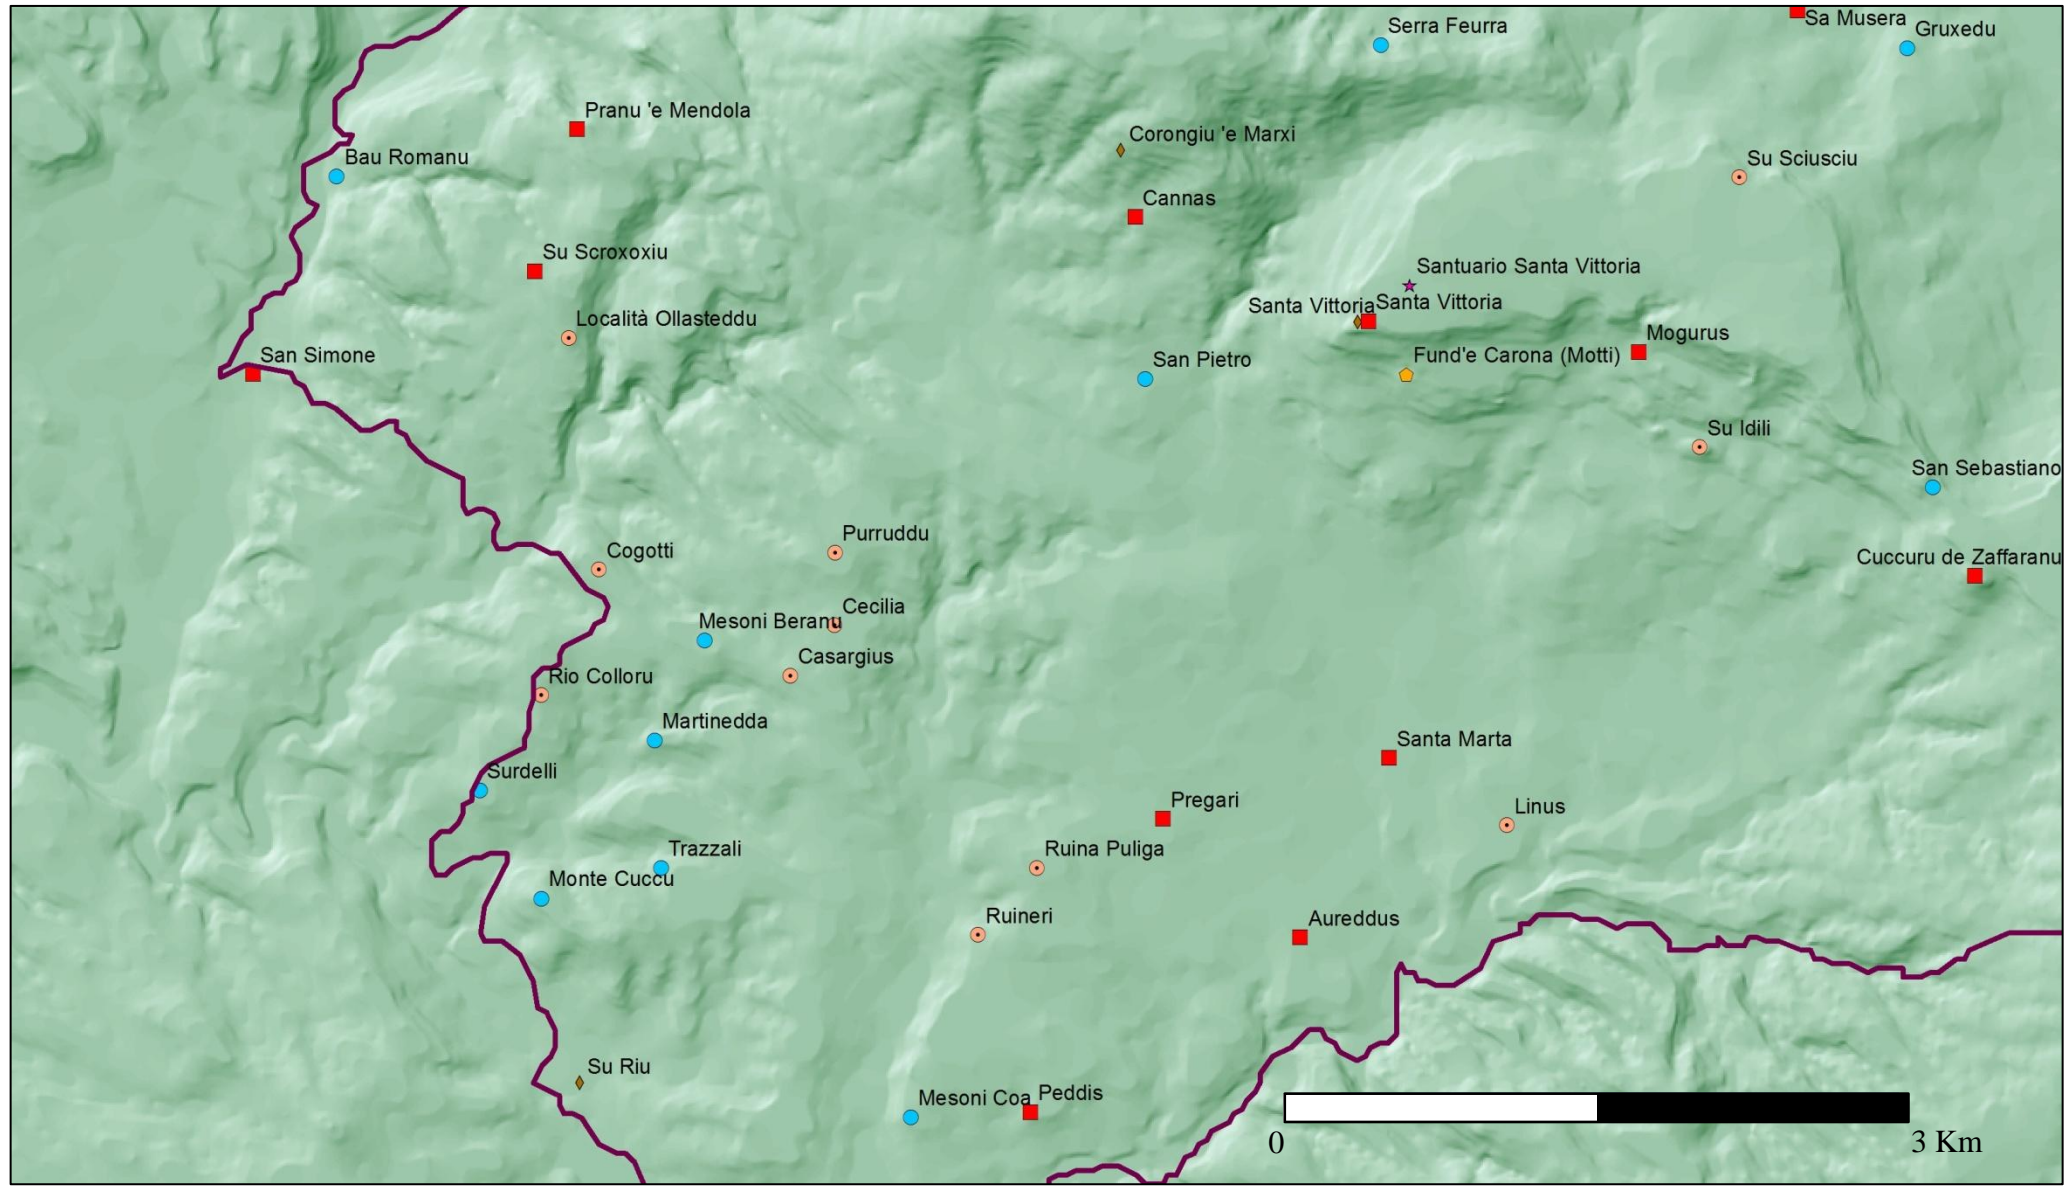 Sa Musera
Serra Feurra
Gruxedu
Pranu 'e Mendola
Corongiu 'e Marxi
Bau Romanu
Su Sciusciu
Cannas
Su Scroxoxiu
Santuario Santa Vittoria
Santa Vittoria
Santa Vittoria
Località Ollasteddu
Mogurus
San Simone
San Pietro
Fund'e Carona (Motti)
Su Idili
San Sebastiano
Purruddu
Cogotti
Cuccuru de Zaffaranu
Cecilia
Mesoni Beranu
Casargius
Rio Colloru
Martinedda
Santa Marta
Surdelli
Pregari
Linus
Trazzali
Ruina Puliga
Monte Cuccu
Ruineri
Aureddus
Su Riu
Mesoni Coa
Peddis
0
3 Km